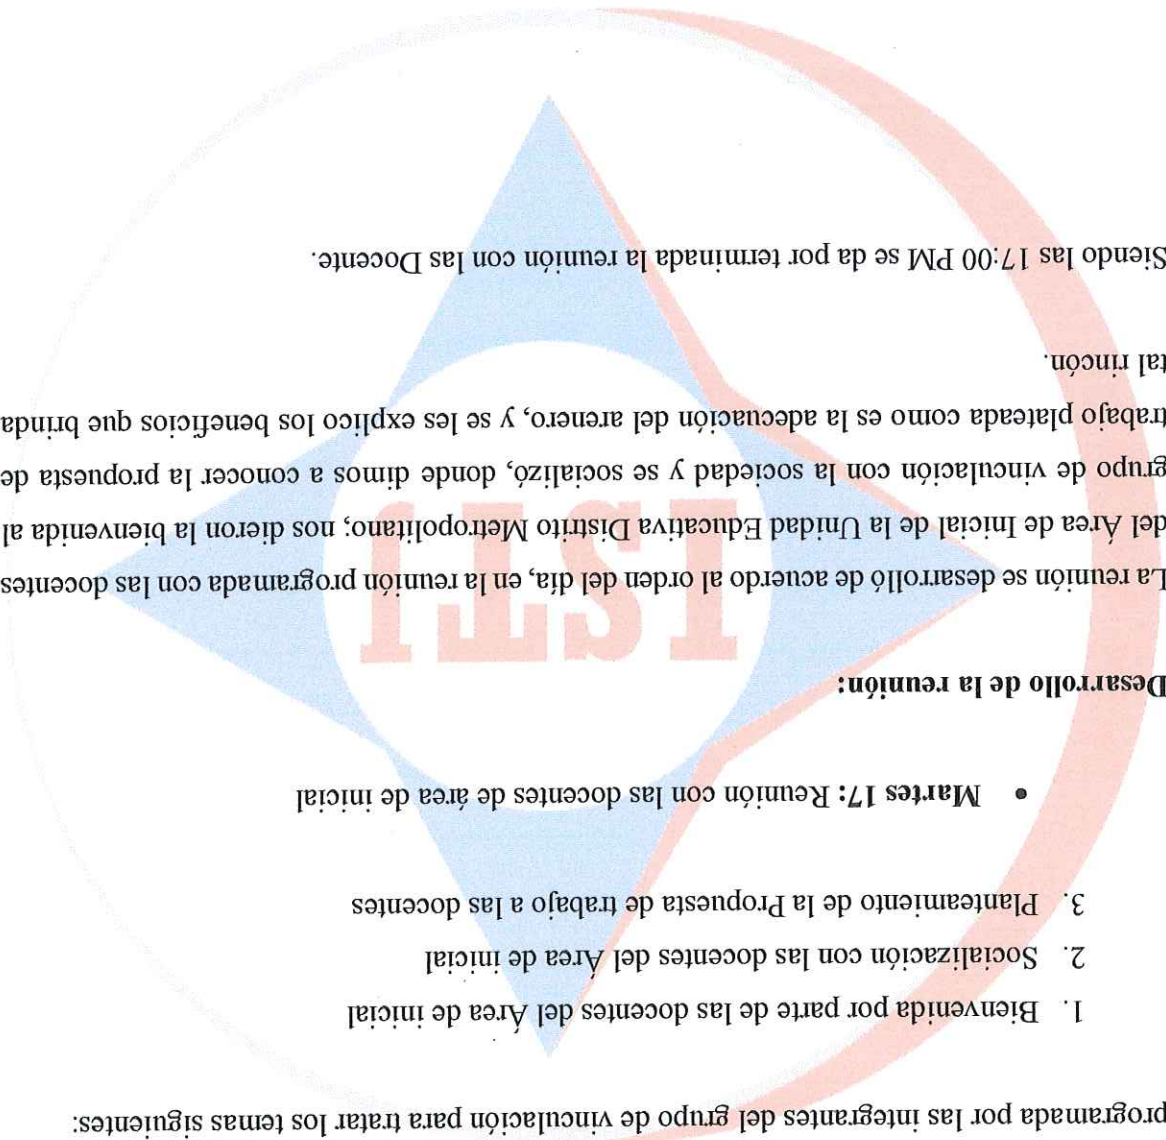 programada por las integrantes del grupo de vinculación para tratar los temas siguientes:
1. Bienvenida por parte de las docentes del Área de inicial
2. Socialización con las docentes del Área de inicial
3. Planteamiento de la Propuesta de trabajo a las docentes
• Martes 17: Reunión con las docentes de área de inicial
Desarrollo de la reunión:
La reunión se desarrolló de acuerdo al orden del día, en la reunión programada con las docentes
del Área de Inicial de la Unidad Educativa Distrito Metropolitano; nos dieron la bienvenida al
grupo de vinculación con la sociedad y se socializó, donde dimos a conocer la propuesta de
trabajo plateada como es la adecuación del arenero, y se les explico los beneficios que brinda
tal rincón.
Siendo las 17:00 PM se da por terminada la reunión con las Docente.
ISTJ